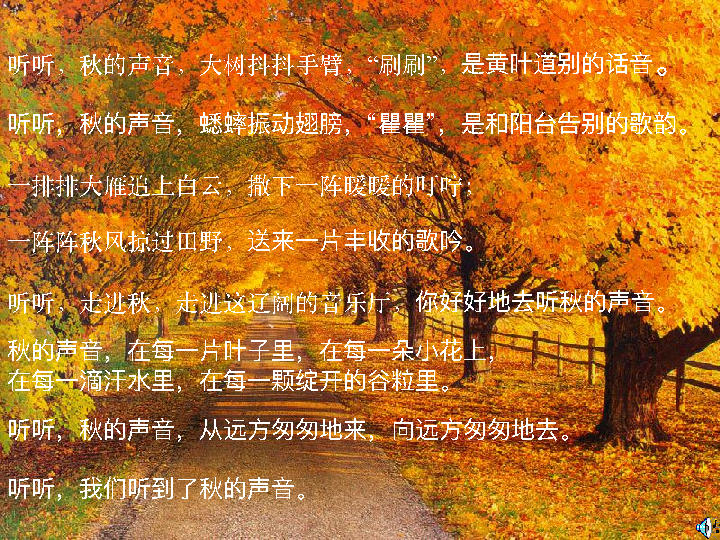 听听，秋的声音，大树抖抖手臂，“刷刷”，是黄叶道别的话音。
听听，秋的声音，蟋蟀振动翅膀，“瞿瞿”，是和阳台告别的歌韵。
一排排大雁追上白云，撒下一阵暖暖的叮咛；
一阵阵秋风掠过田野，送来一片丰收的歌吟。
听听，走进秋，走进这辽阔的音乐厅，你好好地去听秋的声音。
秋的声音，在每一片叶子里，在每一朵小花上，
在每一滴汗水里，在每一颗绽开的谷粒里。
听听，秋的声音，从远方匆匆地来，向远方匆匆地去。
听听，我们听到了秋的声音。